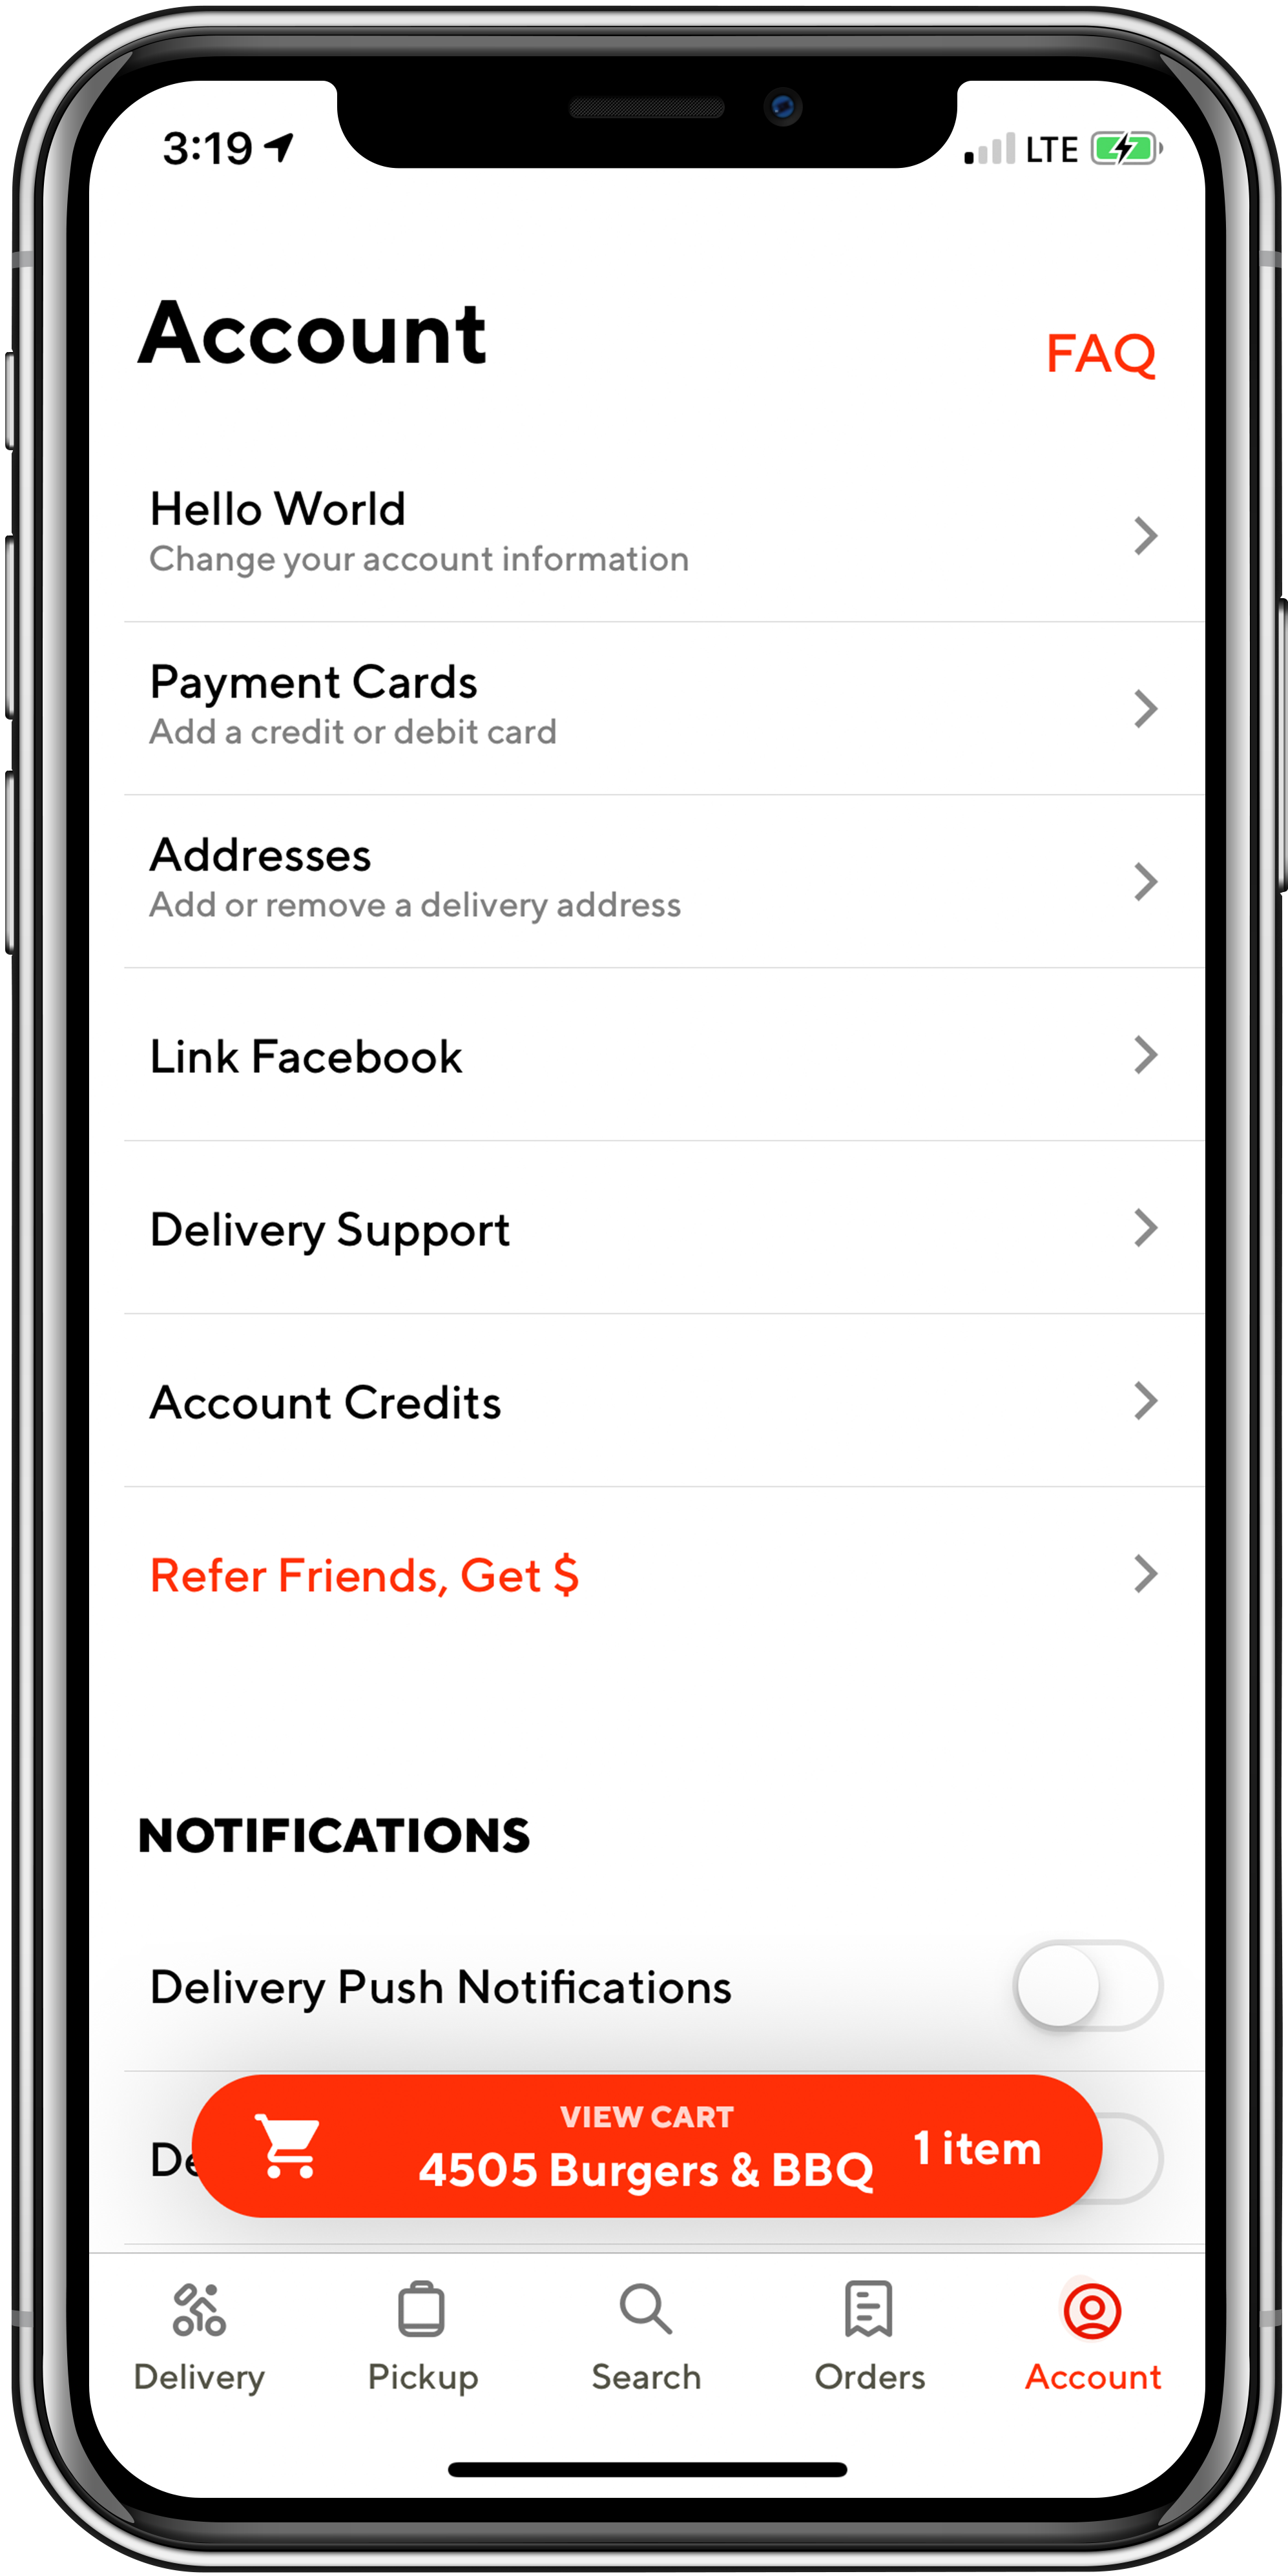 3:19 LTE
Account
FAQ
Hello World
Change your account information
Payment Cards
Add a credit or debit card
Addresses
Add or remove a delivery address
Link Facebook
Delivery Support
Account Credits
Refer Friends, Get $
NOTIFICATIONS
Delivery Push Notifications
VIEW CART
4505 Burgers & BBQ
1 item
Delivery Pickup Search Orders Account